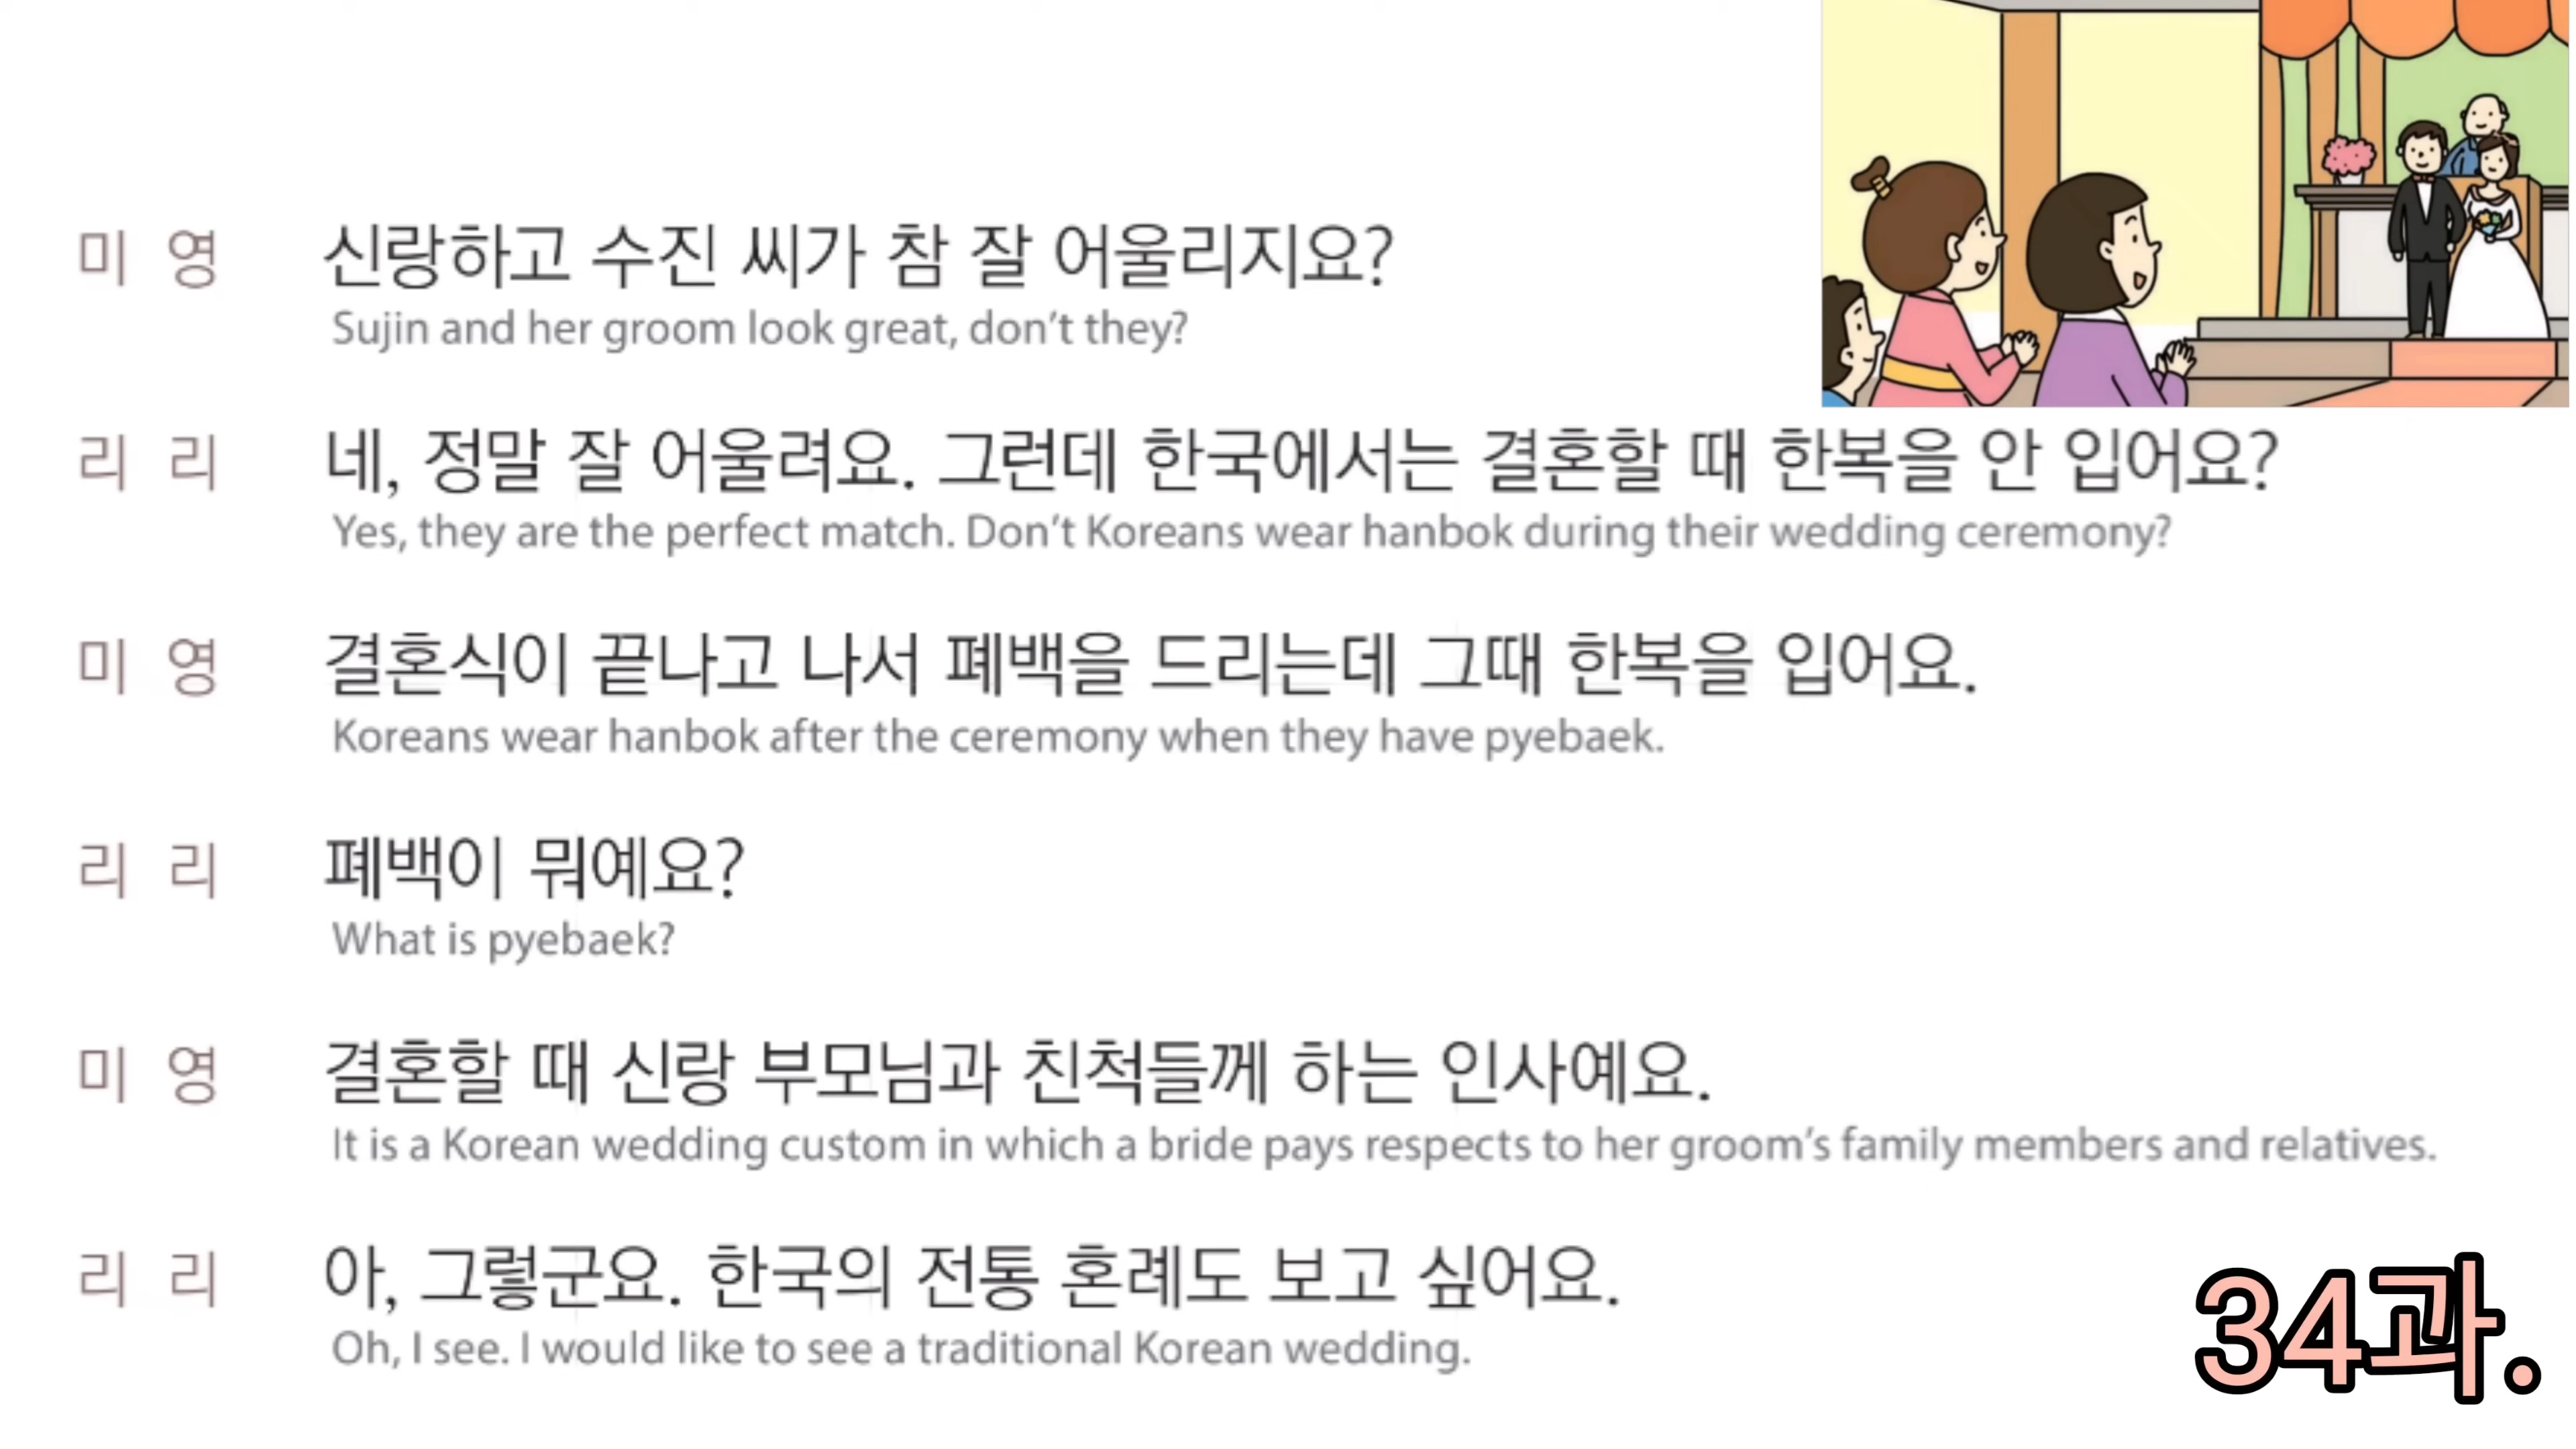 미 영 신랑하고 수진 씨가 참 잘 어울리지요?
Sujin and her groom look great, don't they?
리 리 네, 정말 잘 어울려요. 그런데 한국에서는 결혼할 때 한복을 안 입어요?
Yes, they are the perfect match. Don't Koreans wear hanbok during their wedding ceremony?
미 영 결혼식이 끝나고 나서 폐백을 드리는데 그때 한복을 입어요.
Koreans wear hanbok after the ceremony when they have pyebaek.
리 리 폐백이 뭐예요?
What is pyebaek?
미 영 결혼할 때 신랑 부모님과 친척들께 하는 인사예요.
It is a Korean wedding custom in which a bride pays respects to her groom's family members and relatives.
리 리 아, 그렇군요. 한국의 전통 혼례도 보고 싶어요.
Oh, I see. I would like to see a traditional Korean wedding.
34과.